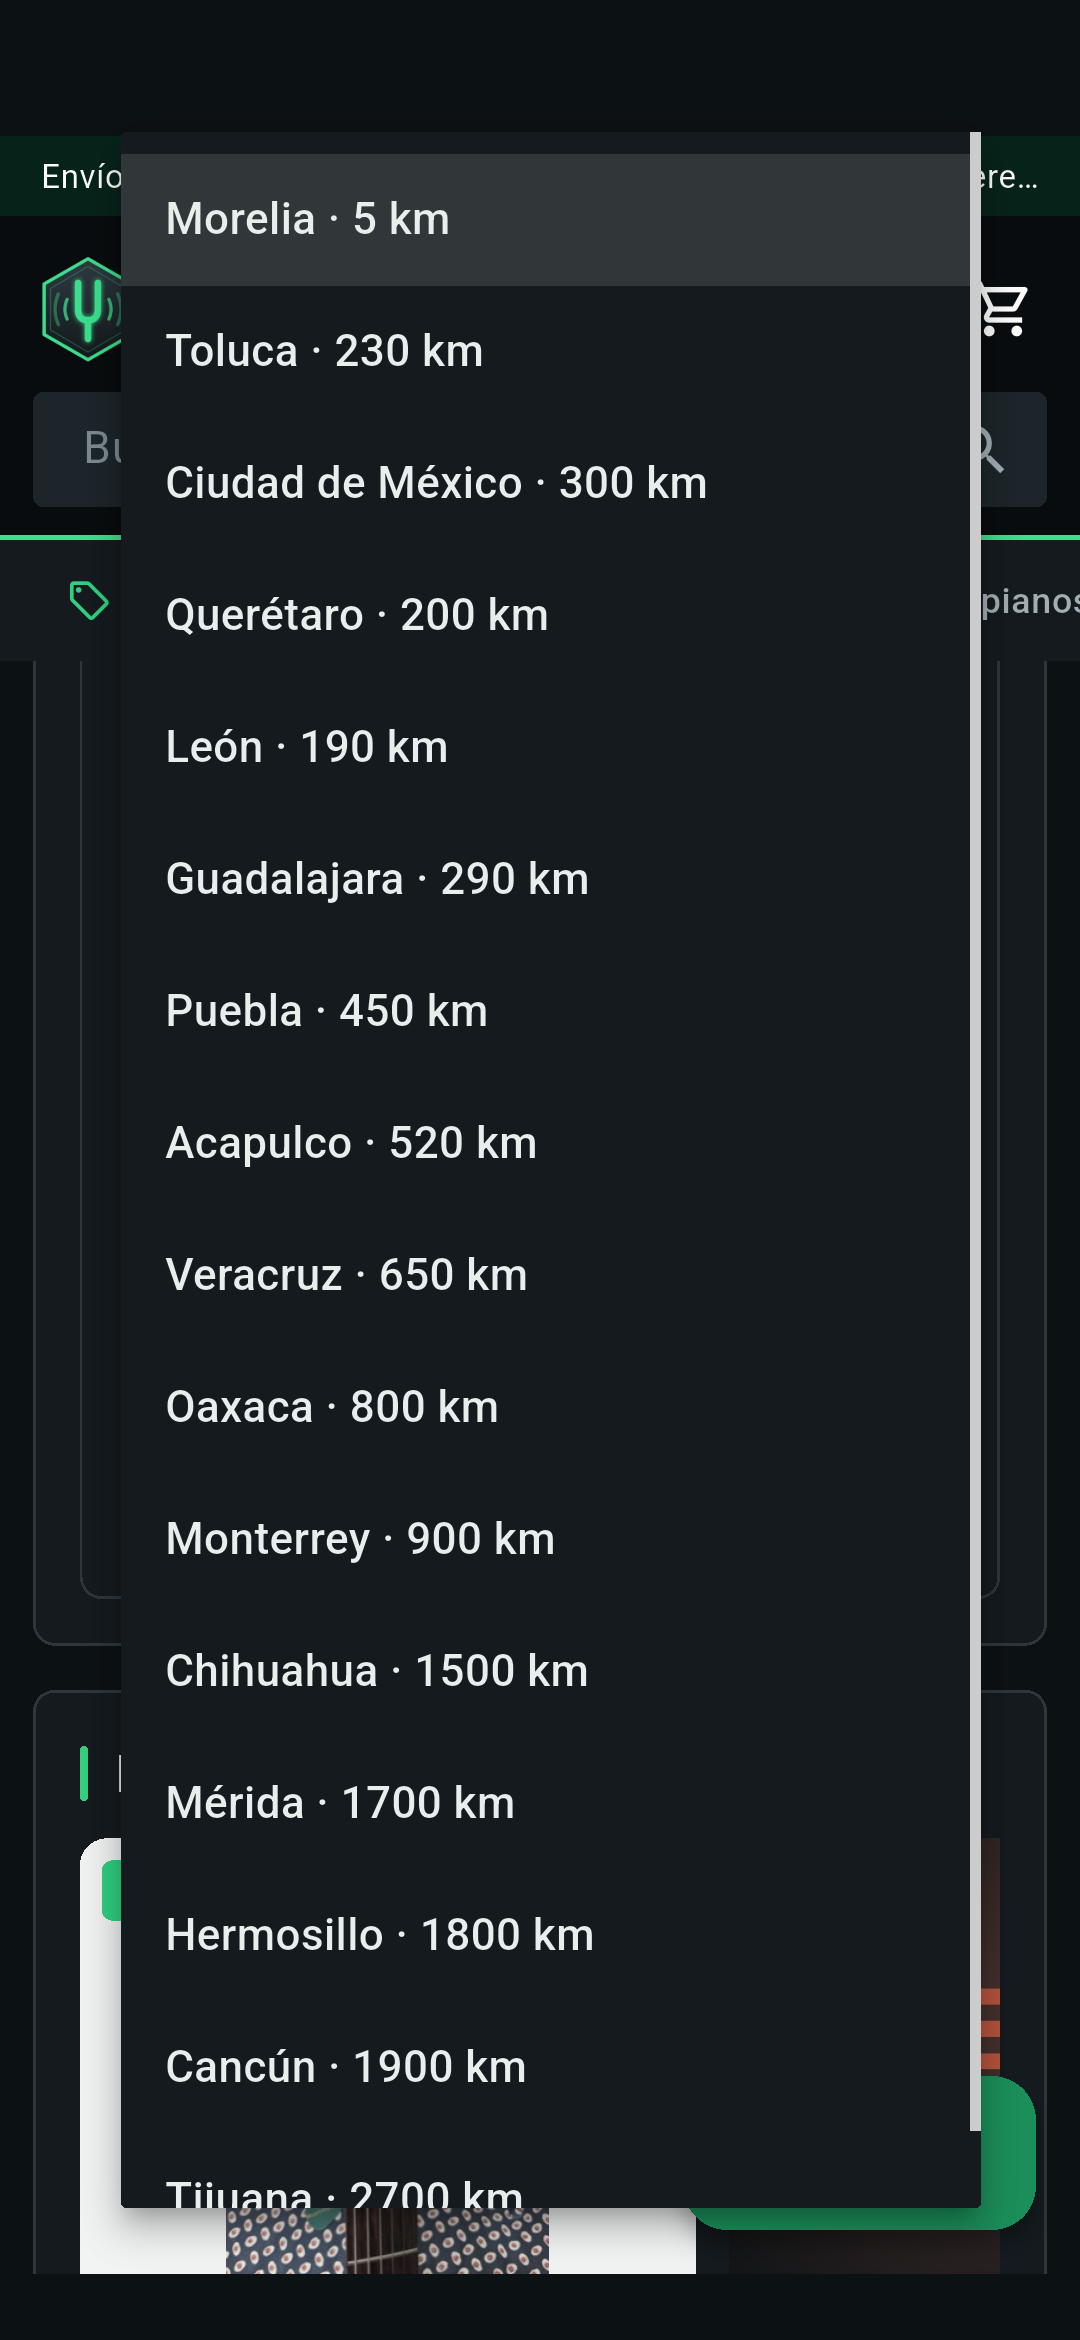 Envío
ere…
Morelia · 5 km
Toluca · 230 km
Bu
Ciudad de México · 300 km
pianos
Querétaro · 200 km
León · 190 km
Guadalajara · 290 km
Puebla · 450 km
Acapulco · 520 km
Veracruz · 650 km
Oaxaca · 800 km
Monterrey · 900 km
Chihuahua · 1500 km
Mérida · 1700 km
Hermosillo · 1800 km
Cancún · 1900 km
Tijuana · 2700 km